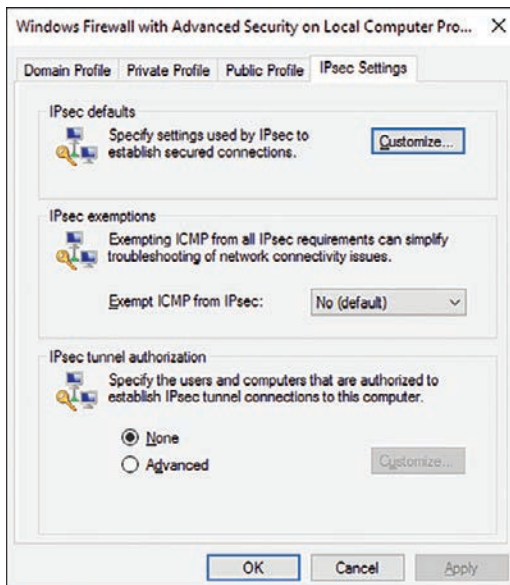 Windows Firewall with Advanced Security on Local Computer Pro...
Domain Profile Private Profile Public Profile IPsec Settings
IPsec defaults
Specify settings used by IPsec to
establish secured connections.
Customize...
IPsec exemptions
Exempting ICMP from all IPsec requirements can simplify
troubleshooting of network connectivity issues.
Exempt ICMP from IPsec: No (default)
IPsec tunnel authorization
Specify the users and computers that are authorized to
establish IPsec tunnel connections to this computer.
None
Advanced
Customize...
OK Cancel Apply